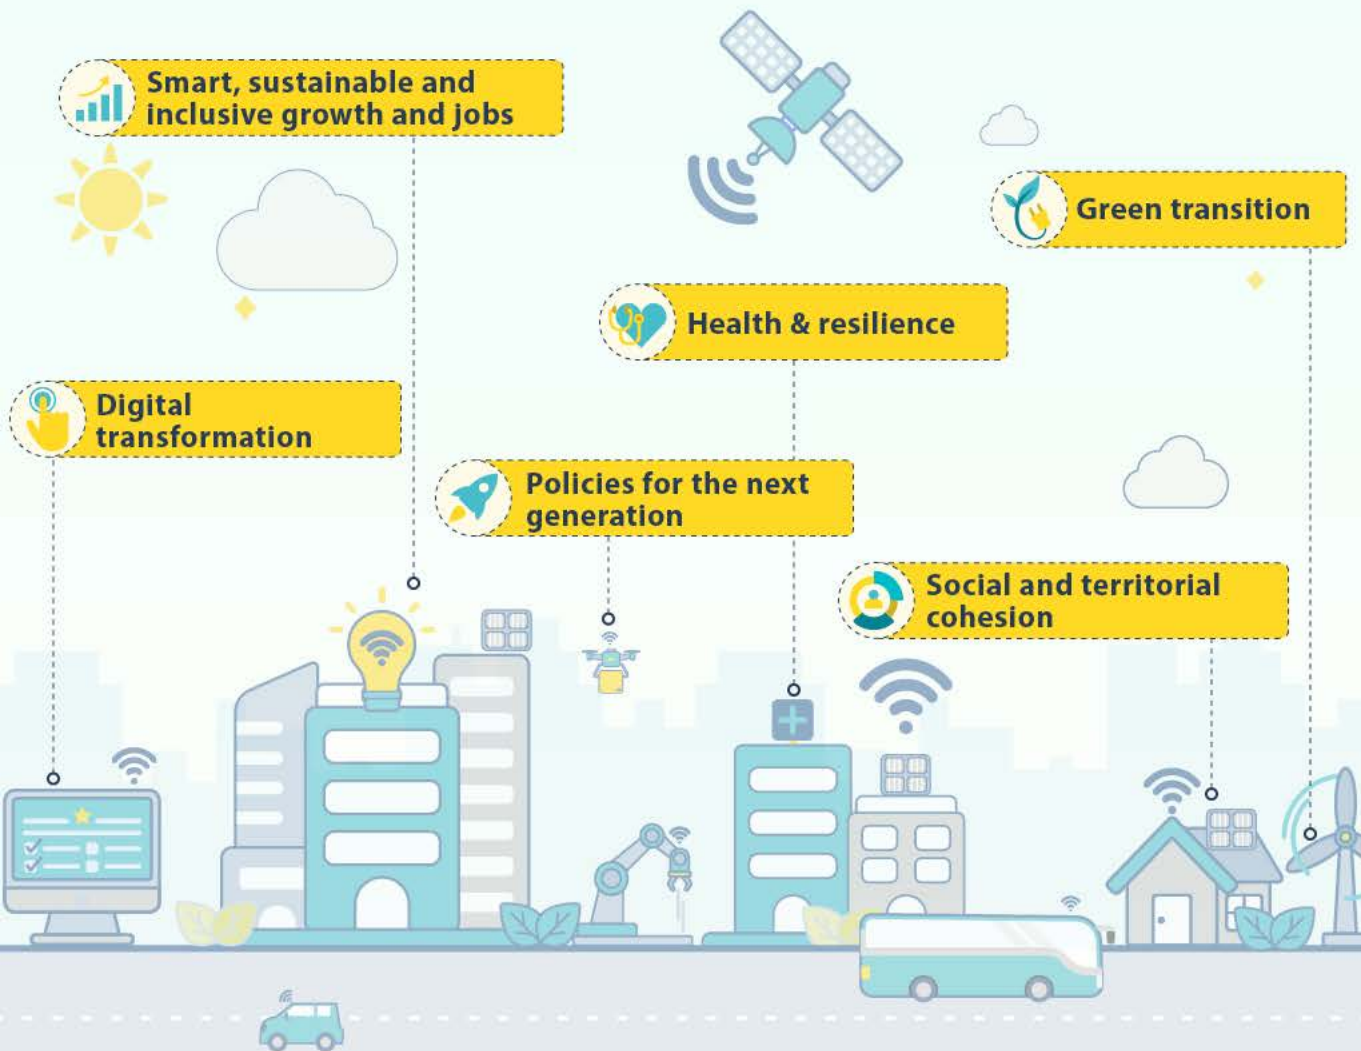 Smart, sustainable and
inclusive growth and jobs
Green transition
Health & resilience
Digital
transformation
Policies for the next
generation
Social and territorial
cohesion